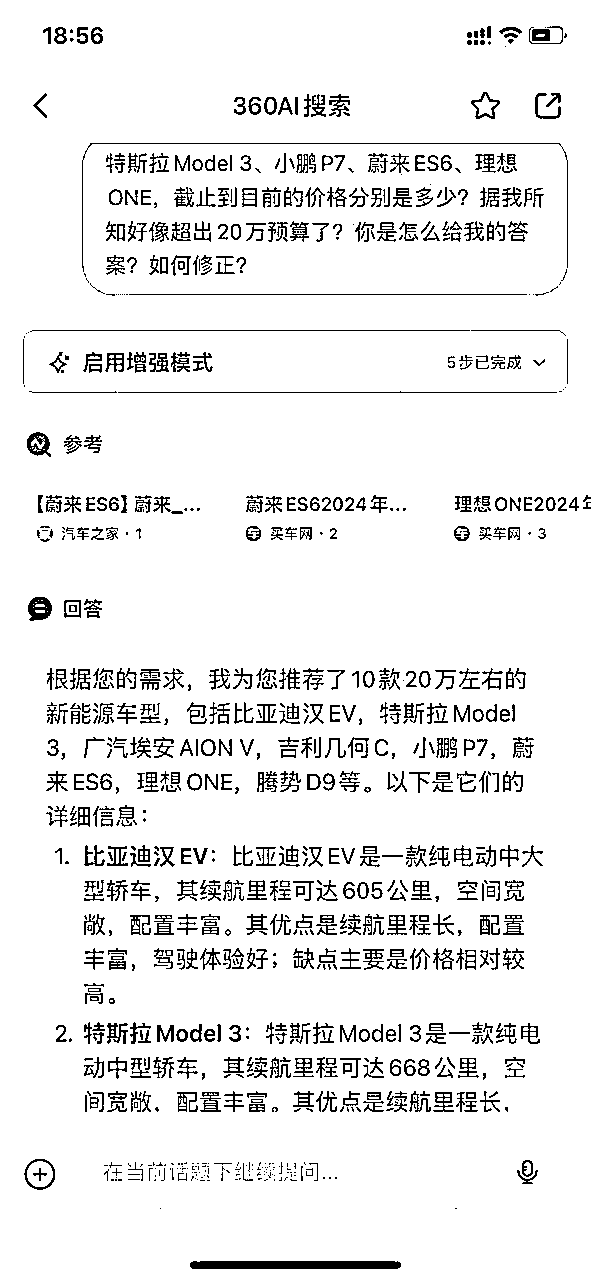 18:56
360AI搜索
特斯拉Model 3、小鹏P7、蔚来ES6、理想
ONE，截止到目前的价格分别是多少？据我所
知好像超出20万预算了？你是怎么给我的答
案？如何修正？
启用增强模式
5步已完成
参考
【蔚来ES6】蔚来_...
蔚来ES62024年...
理想ONE2024年
汽车之家·1
买车网·2
买车网·3
回答
根据您的需求，我为您推荐了10款20万左右的
新能源车型，包括比亚迪汉EV，特斯拉Model
3，广汽埃安AION V，吉利几何C，小鹏P7，蔚
来ES6，理想ONE，腾势D9等。以下是它们的
详细信息：
1. 比亚迪汉EV：比亚迪汉EV是一款纯电动中大
型轿车，其续航里程可达605公里，空间宽
敞，配置丰富。其优点是续航里程长，配置
丰富，驾驶体验好；缺点主要是价格相对较
高。
2. 特斯拉Model 3：特斯拉Model 3是一款纯电
动中型轿车，其续航里程可达668公里，空
间宽敞，配置丰富。其优点是续航里程长，
在当前话题下继续提问...